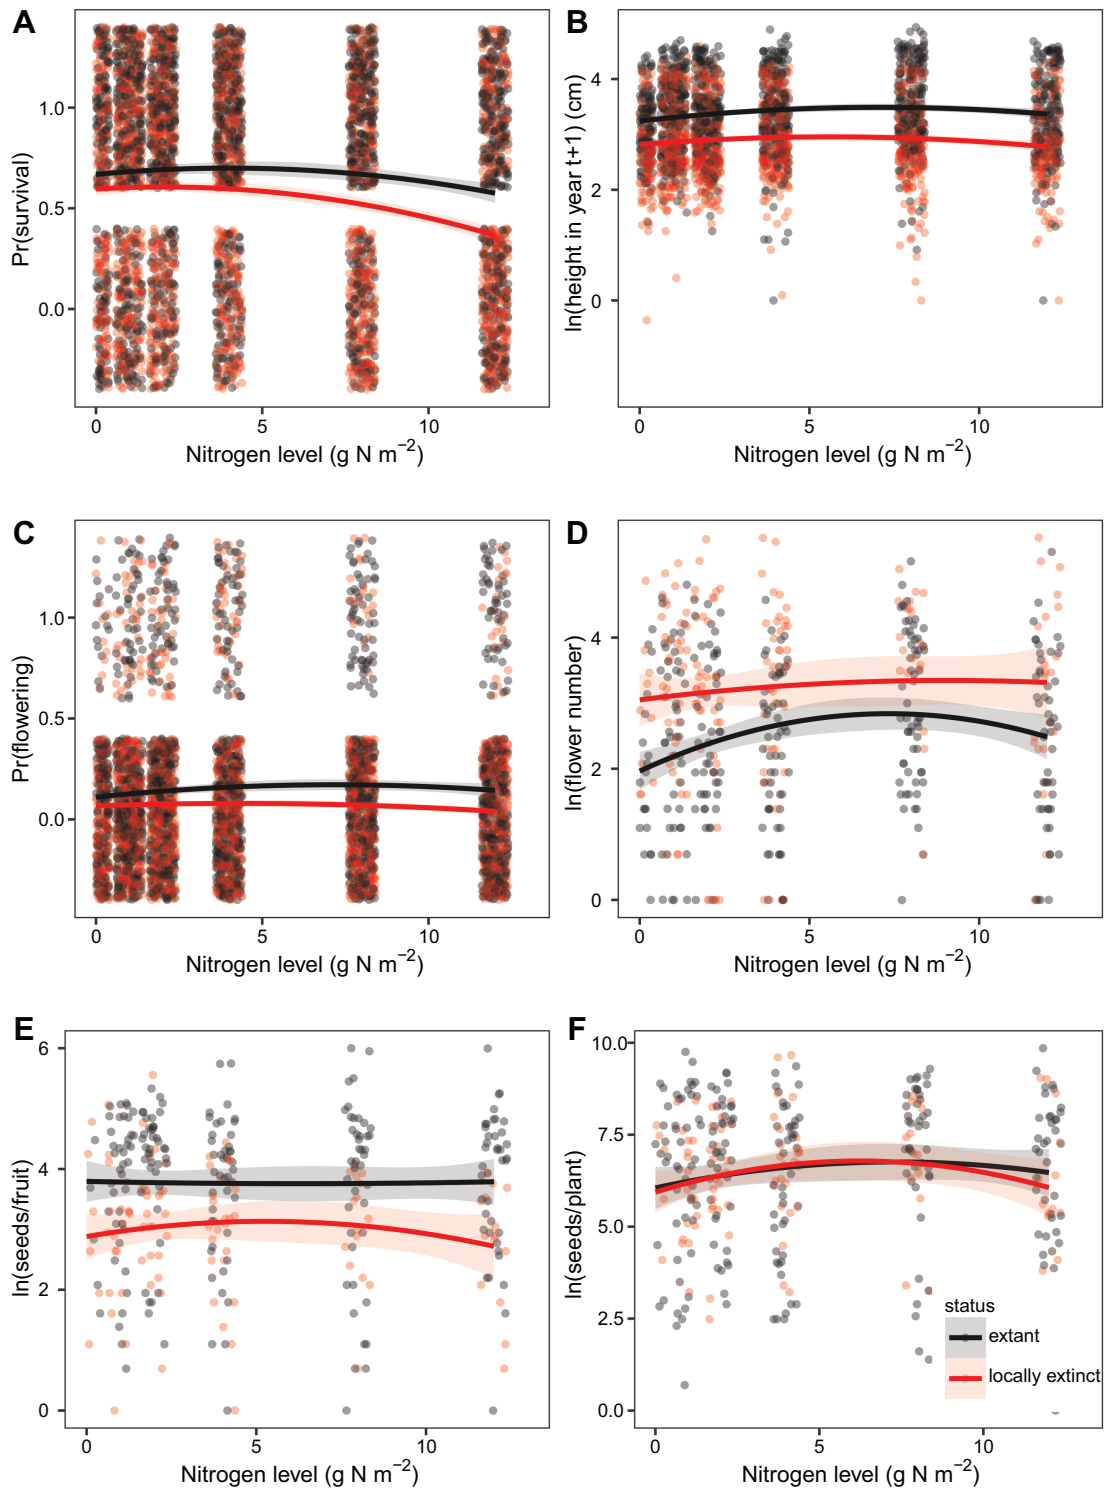 A
Pr(survival)
1.0
0.5
0.0
0 5 10
Nitrogen level (g N m−2)
B
ln(height in year t+1) (cm)
4
2
0
0 5 10
Nitrogen level (g N m−2)
C
Pr(flowering)
1.0
0.5
0.0
0 5 10
Nitrogen level (g N m−2)
D
ln(flower number)
4
2
0
0 5 10
Nitrogen level (g N m−2)
E
ln(seeds/fruit)
6
4
2
0
0 5 10
Nitrogen level (g N m−2)
F
ln(seeds/plant)
10.0
7.5
5.0
2.5
0.0
status
extant
locally extinct
0 5 10
Nitrogen level (g N m−2)